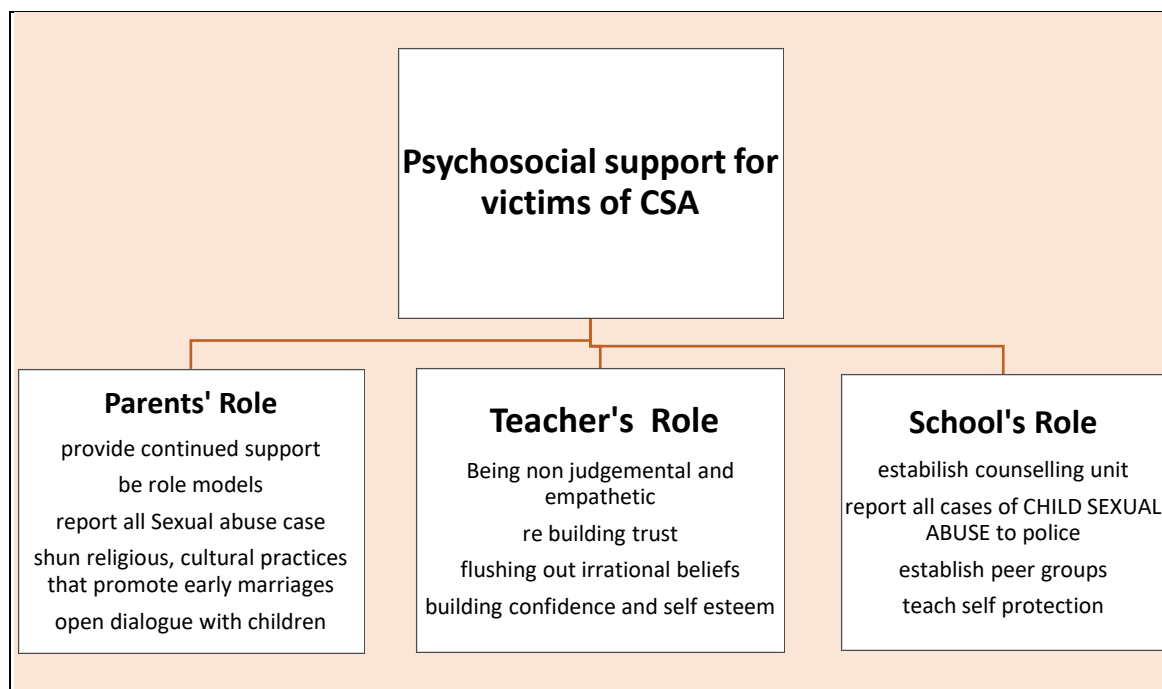 Psychosocial support for
victims of CSA
Parents' Role
provide continued support
be role models
report all Sexual abuse case
shun religious, cultural practices
that promote early marriages
open dialogue with children
Teacher's Role
Being non judgemental and
empathetic
re building trust
flushing out irrational beliefs
building confidence and self esteem
School's Role
estabilish counselling unit
report all cases of CHILD SEXUAL
ABUSE to police
establish peer groups
teach self protection